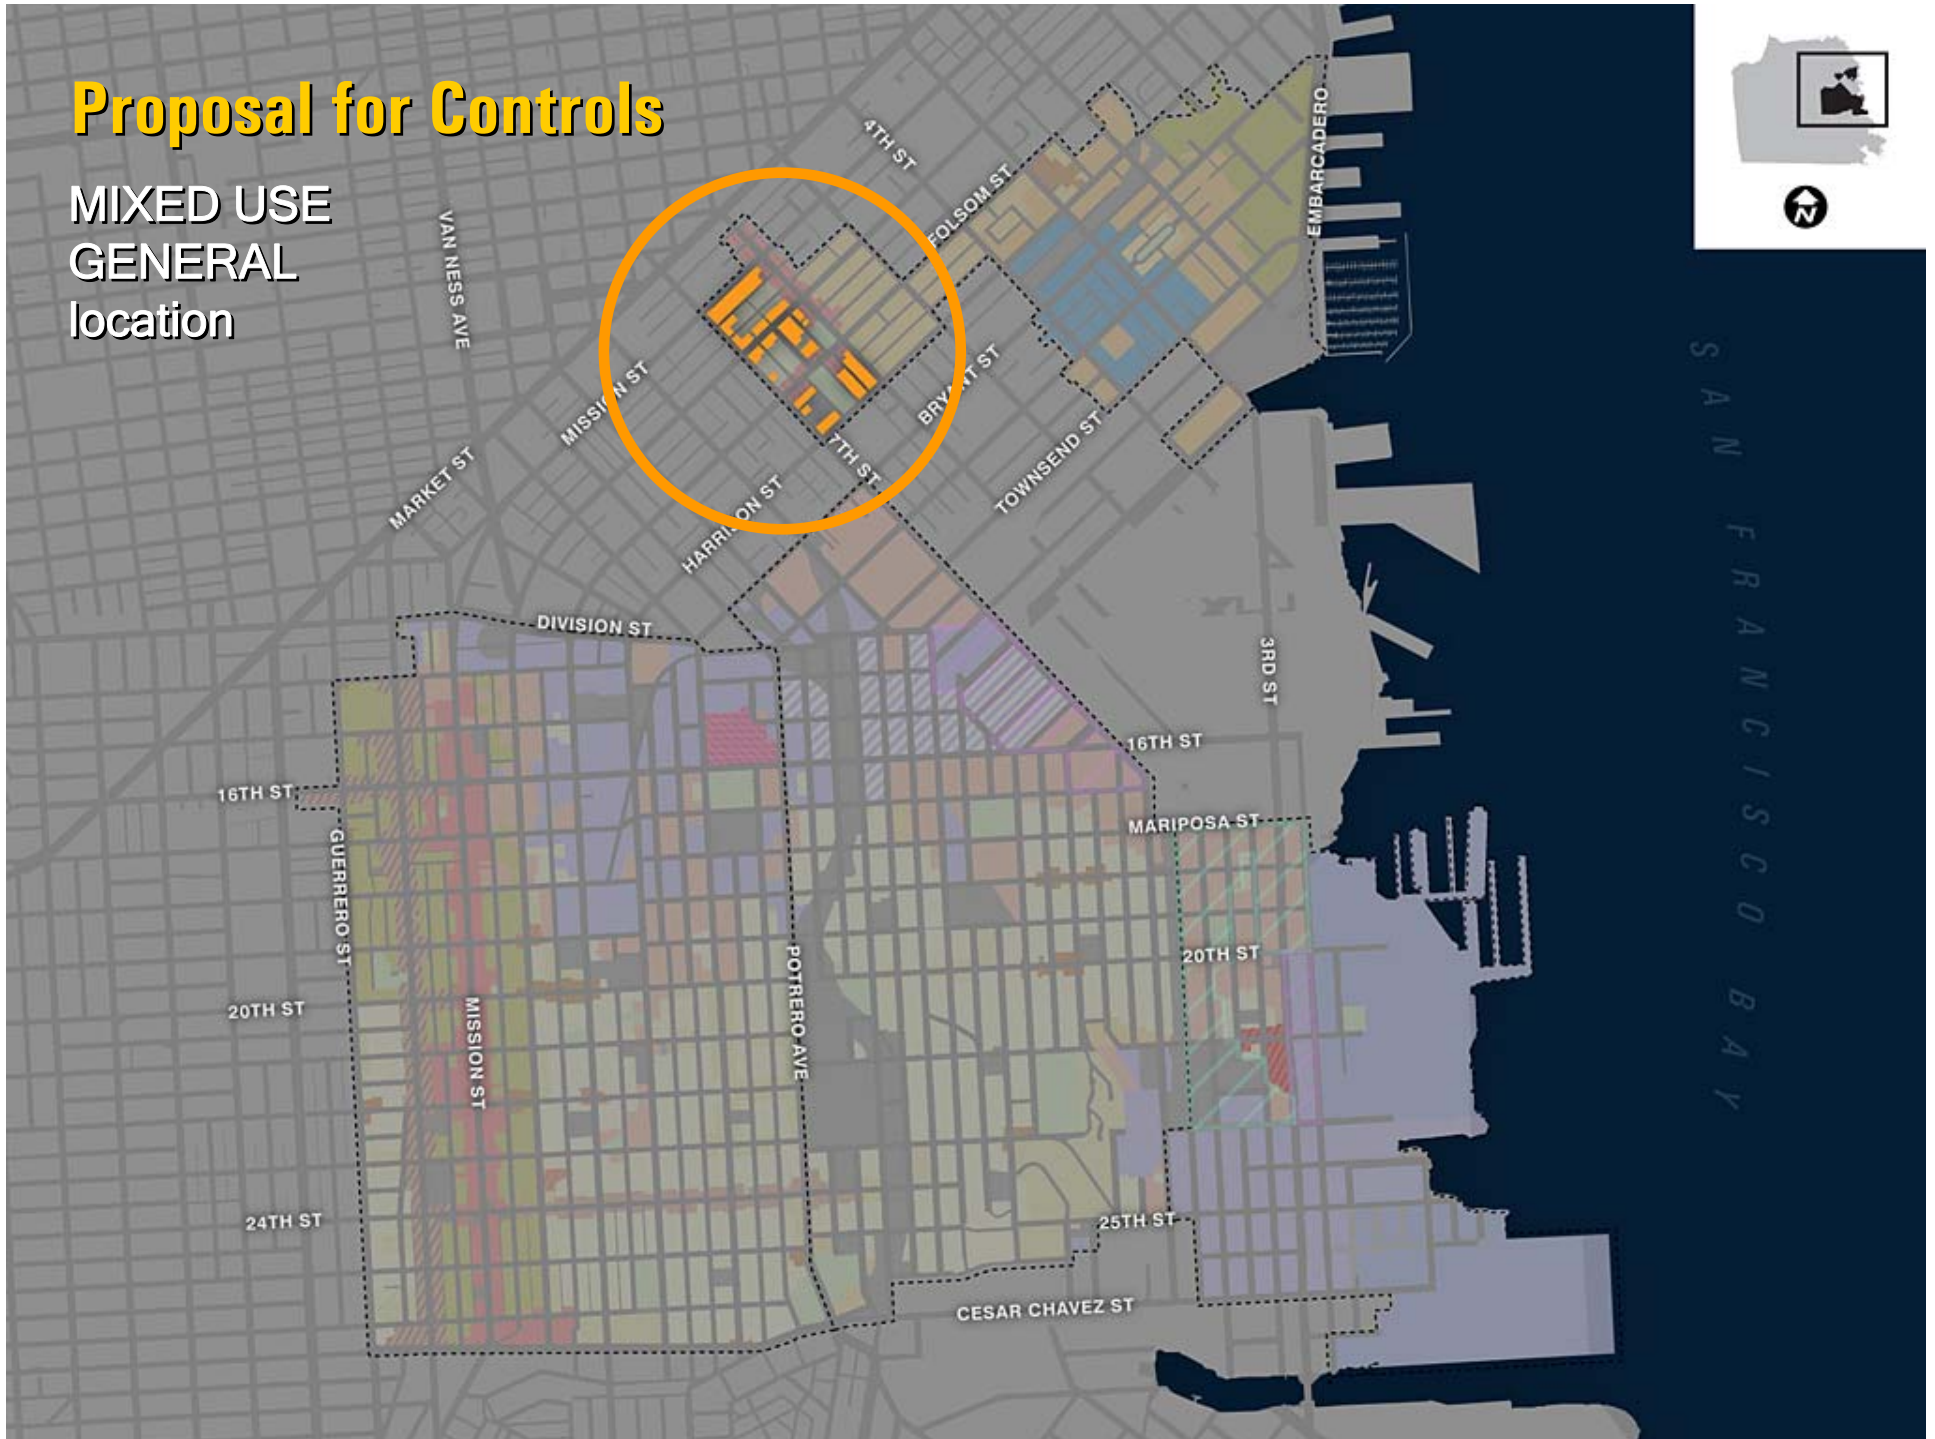 Proposal for Controls
MIXED USE
GENERAL
location
4TH ST
FOLSOM ST
EMBARCADERO
VAN NESS AVE
N
MISSION ST
BRYANT ST
7TH ST
TOWNSEND ST
MARKET ST
HARRISON ST
DIVISION ST
3RD ST
SAN FRANCISCO BAY
16TH ST
16TH ST
MARIPOSA ST
GUERRERO ST
20TH ST
POTRERO AVE
20TH ST
MISSION ST
24TH ST
25TH ST
CESAR CHAVEZ ST